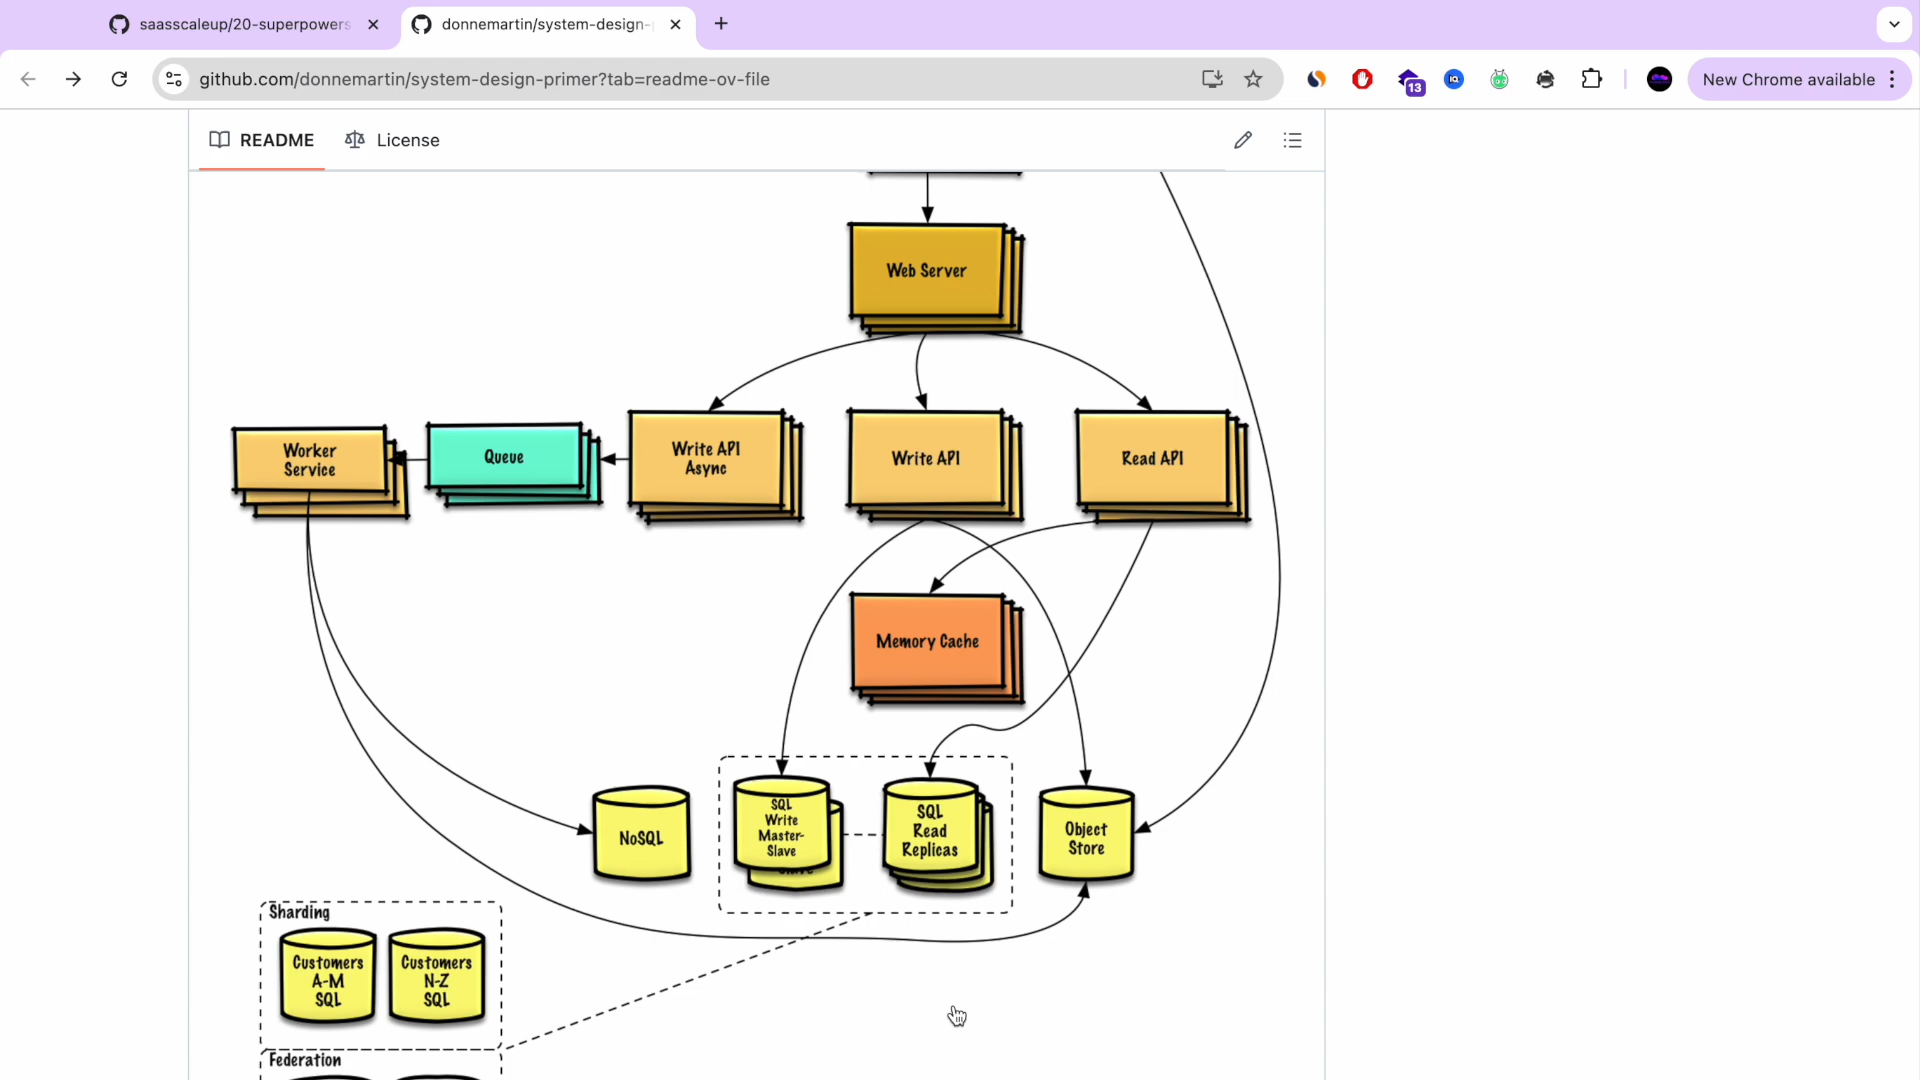 saasscaleup/20-superpowers
donnemartin/system-design-
github.com/donnemartin/system-design-primer?tab=readme-ov-file
13
New Chrome available
README
License
Web Server
Worker
Service
Queue
Write API
Async
Write API
Read API
Memory Cache
NoSQL
SQL
Write
Master-
Slave
Slave
SQL
Read
Replicas
Object
Store
Sharding
Customers
A-M
SQL
Customers
N-Z
SQL
Federation